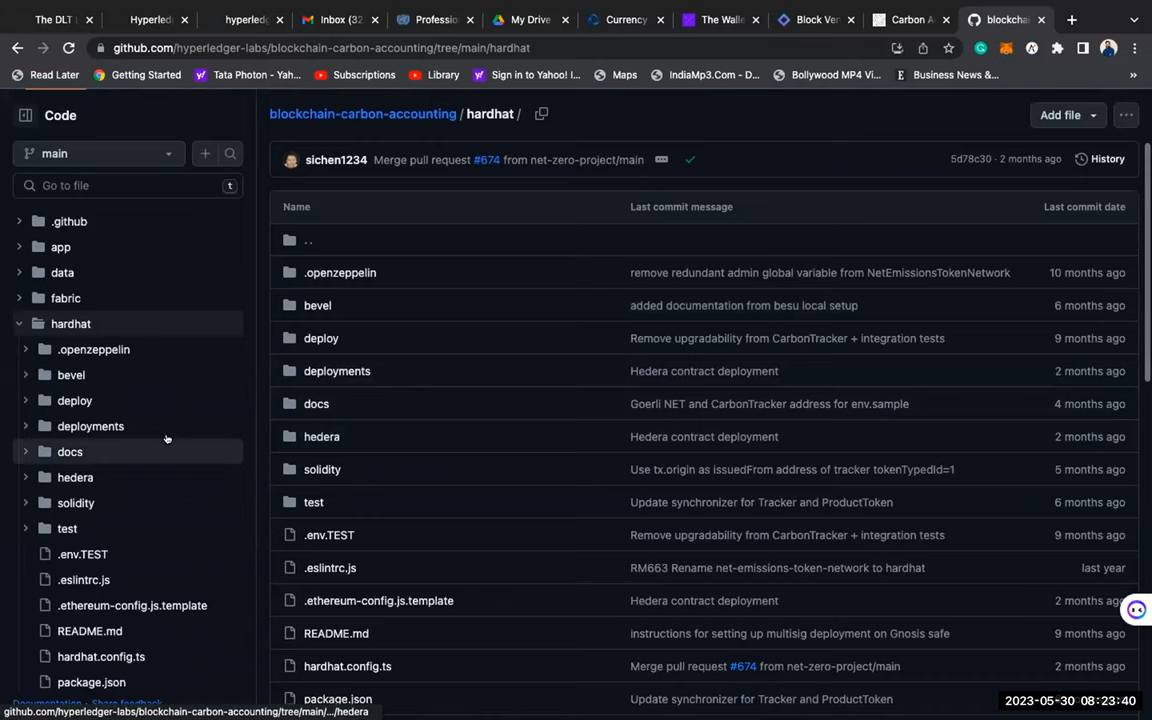 The DLT
Hyperled
hyperled
Inbox (32
Professio
My Drive
Currency
The Walle
Block Ven
Carbon A
blockchai
github.com/hyperledger-labs/blockchain-carbon-accounting/tree/main/hardhat
Read Later
Getting Started
Tata Photon - Yah...
Subscriptions
Library
Sign in to Yahoo! I...
Maps
IndiaMp3.Com - D...
Bollywood MP4 Vi...
Business News &...
Code
main
Go to file
t
.github
app
data
fabric
hardhat
.openzeppelin
bevel
deploy
deployments
docs
hedera
solidity
test
.env.TEST
.eslintrc.js
.ethereum-config.js.template
README.md
hardhat.config.ts
package.json
Documentation • Share feedback
github.com/hyperledger-labs/blockchain-carbon-accounting/tree/main/.../hedera
blockchain-carbon-accounting / hardhat /
Add file
sichen1234 Merge pull request #674 from net-zero-project/main
5d78c30 · 2 months ago
History
Name Last commit message Last commit date
..
.openzeppelin remove redundant admin global variable from NetEmissionsTokenNetwork 10 months ago
bevel added documentation from besu local setup 6 months ago
deploy Remove upgradability from CarbonTracker + integration tests 9 months ago
deployments Hedera contract deployment 2 months ago
docs Goerli NET and CarbonTracker address for env.sample 4 months ago
hedera Hedera contract deployment 2 months ago
solidity Use tx.origin as issuedFrom address of tracker tokenTypedId=1 5 months ago
test Update synchronizer for Tracker and ProductToken 6 months ago
.env.TEST Remove upgradability from CarbonTracker + integration tests 9 months ago
.eslintrc.js RM663 Rename net-emissions-token-network to hardhat last year
.ethereum-config.js.template Hedera contract deployment 2 months ago
README.md instructions for setting up multisig deployment on Gnosis safe 9 months ago
hardhat.config.ts Merge pull request #674 from net-zero-project/main 2 months ago
package.json Update synchronizer for Tracker and ProductToken
2023-05-30 08:23:40